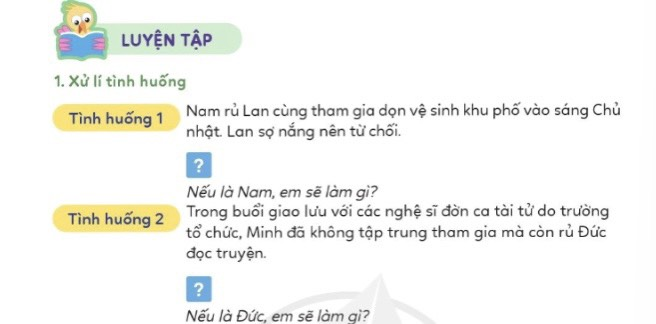 LUYỆN TẬP
1. Xử lí tình huống
Tình huống 1
Nam rủ Lan cùng tham gia dọn vệ sinh khu phố vào sáng Chủ
nhật. Lan sợ nắng nên từ chối.
?
Nếu là Nam, em sẽ làm gì?
Tình huống 2
Trong buổi giao lưu với các nghệ sĩ đờn ca tài tử do trường
tổ chức, Minh đã không tập trung tham gia mà còn rủ Đức
đọc truyện.
?
Nếu là Đức, em sẽ làm gì?